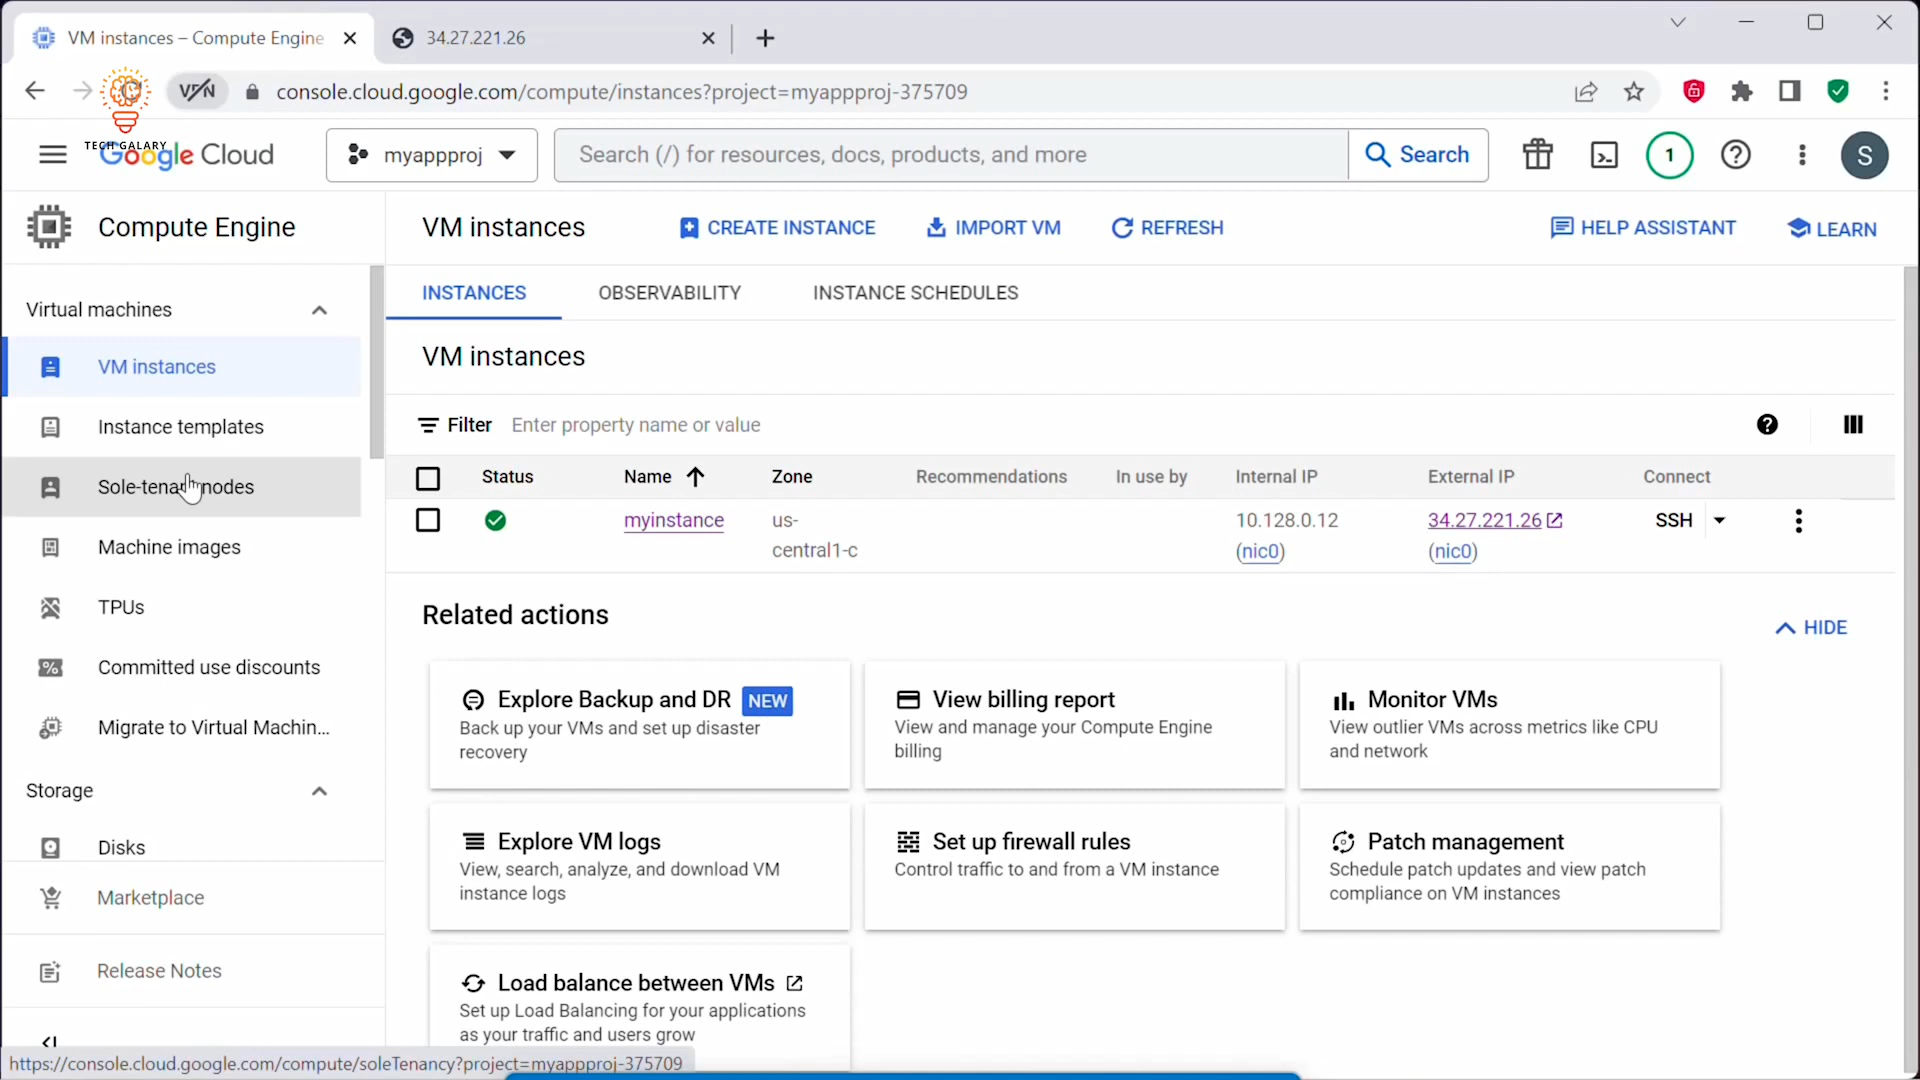 VM instances – Compute Engine
34.27.221.26
VPN
console.cloud.google.com/compute/instances?project=myappproj-375709
TECH GALARY
Google Cloud
myappproj
Search (/) for resources, docs, products, and more
Search
1
S
Compute Engine
VM instances
CREATE INSTANCE
IMPORT VM
REFRESH
HELP ASSISTANT
LEARN
Virtual machines
VM instances
Instance templates
Sole-tenant nodes
Machine images
TPUs
Committed use discounts
Migrate to Virtual Machin...
Storage
Disks
Marketplace
Release Notes
INSTANCES
OBSERVABILITY
INSTANCE SCHEDULES
VM instances
Filter
Enter property name or value
Status
Name
Zone
Recommendations
In use by
Internal IP
External IP
Connect
myinstance
us-
central1-c
10.128.0.12
(nic0)
34.27.221.26
(nic0)
SSH
Related actions
HIDE
Explore Backup and DR NEW
Back up your VMs and set up disaster
recovery
View billing report
View and manage your Compute Engine
billing
Monitor VMs
View outlier VMs across metrics like CPU
and network
Explore VM logs
View, search, analyze, and download VM
instance logs
Set up firewall rules
Control traffic to and from a VM instance
Patch management
Schedule patch updates and view patch
compliance on VM instances
Load balance between VMs
Set up Load Balancing for your applications
as your traffic and users grow
https://console.cloud.google.com/compute/soleTenancy?project=myappproj-375709